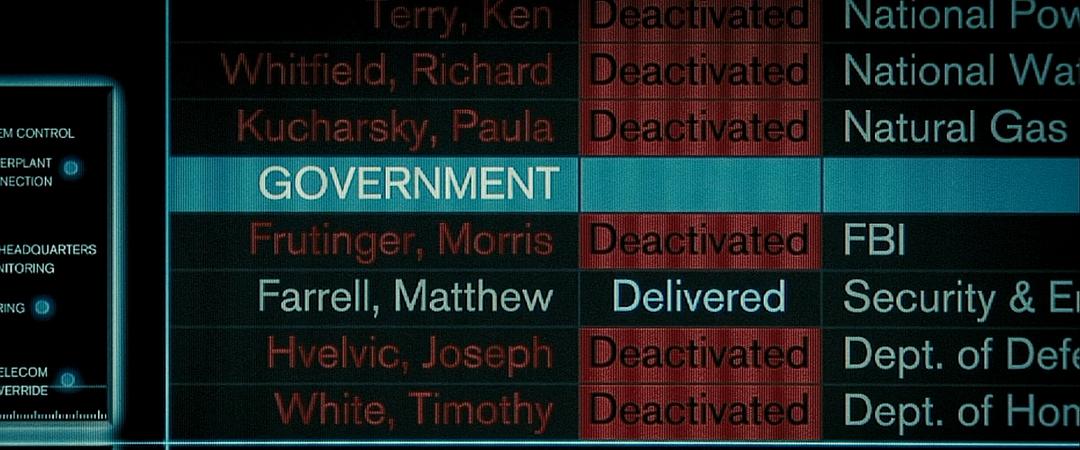 EM CONTROL
ERPLANT
NECTION
HEADQUARTERS
NITORING
RING
ELECOM
VERRIDE
Terry, Ken Deactivated National Pow
Whitfield, Richard Deactivated National Wat
Kucharsky, Paula Deactivated Natural Gas
GOVERNMENT
Frutinger, Morris Deactivated FBI
Farrell, Matthew Delivered Security & E
Hvelvic, Joseph Deactivated Dept. of Defe
White, Timothy Deactivated Dept. of Hom